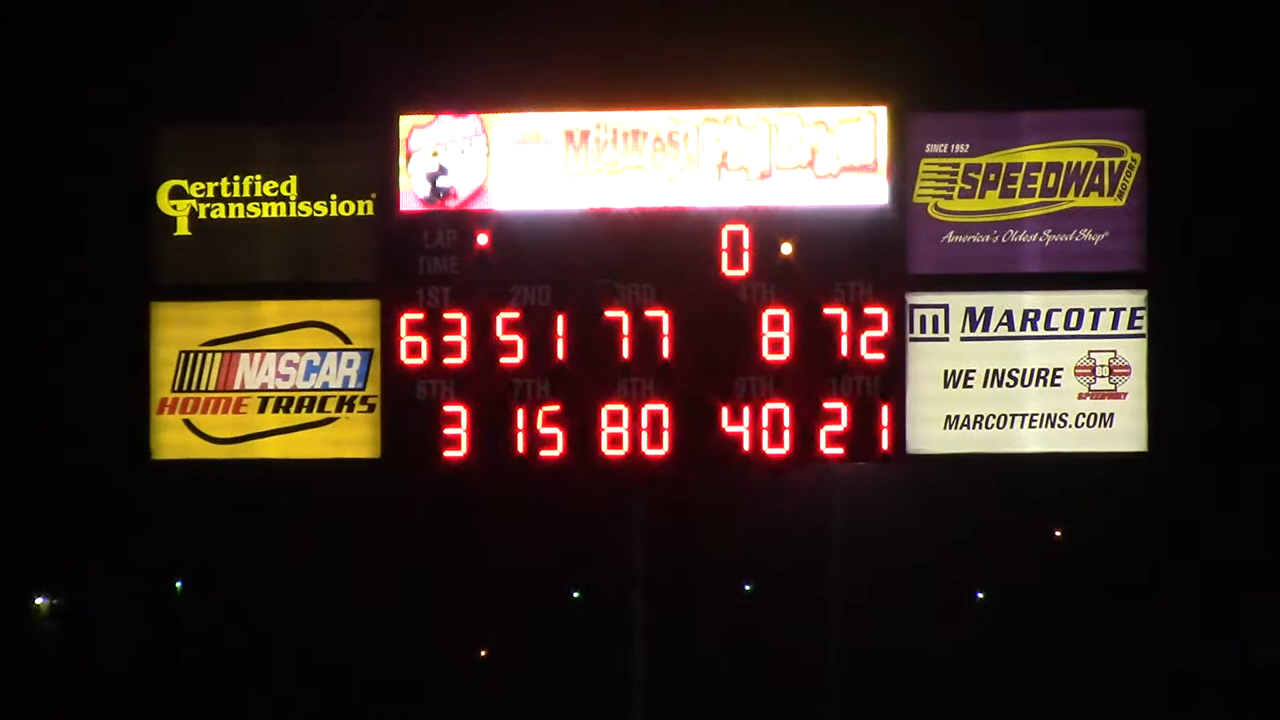 Certified
Transmission
MidWest
SINCE 1952
SPEEDWAY
MOTORS
America's Oldest Speed Shop
LAP
TIME
0
1ST 2ND 3RD 4TH 5TH
63 51 77 8 72
6TH 7TH 8TH 9TH 10TH
3 15 80 40 21
NASCAR
HOME TRACKS
MARCOTTE
WE INSURE
80
SPEEDWAY
MARCOTTEINS.COM